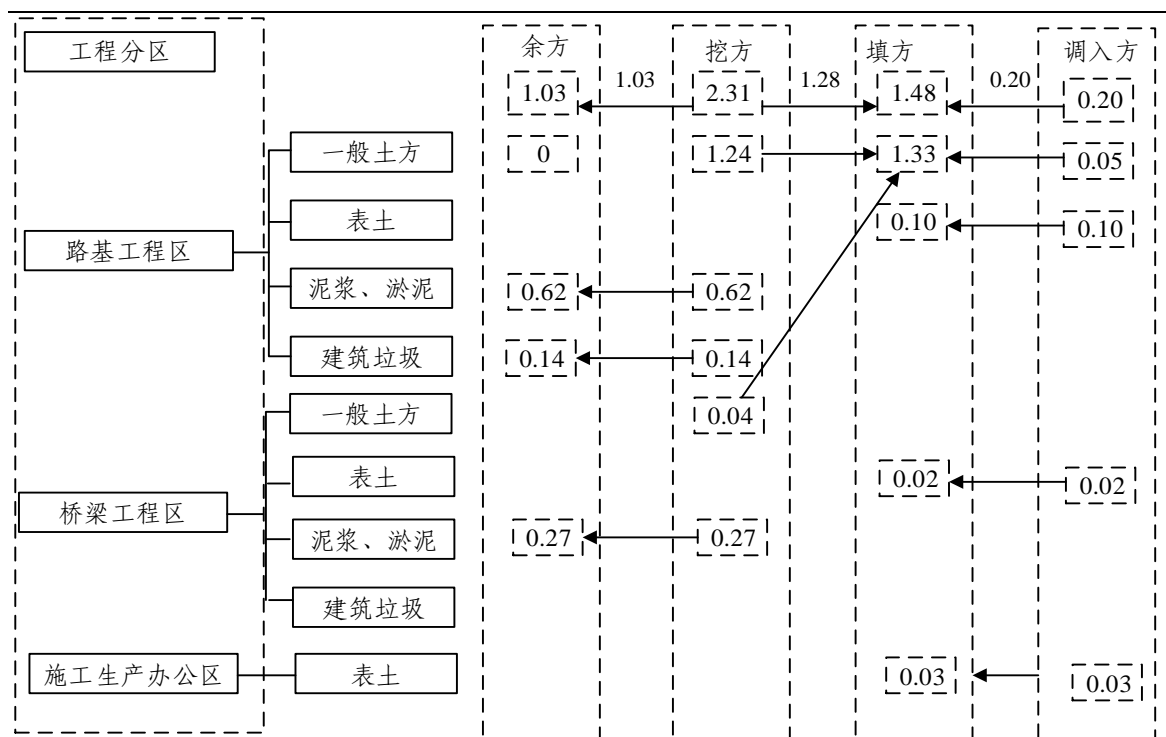 工程分区 余方 挖方 填方 调入方
1.03 1.03 2.31 1.28 1.48 0.20 0.20
一般土方 0 1.24 1.33 0.05
表土 0.10 0.10
路基工程区
泥浆、淤泥 0.62 0.62
建筑垃圾 0.14 0.14
一般土方 0.04
表土 0.02 0.02
桥梁工程区
泥浆、淤泥 0.27 0.27
建筑垃圾
施工生产办公区 表土 0.03 0.03